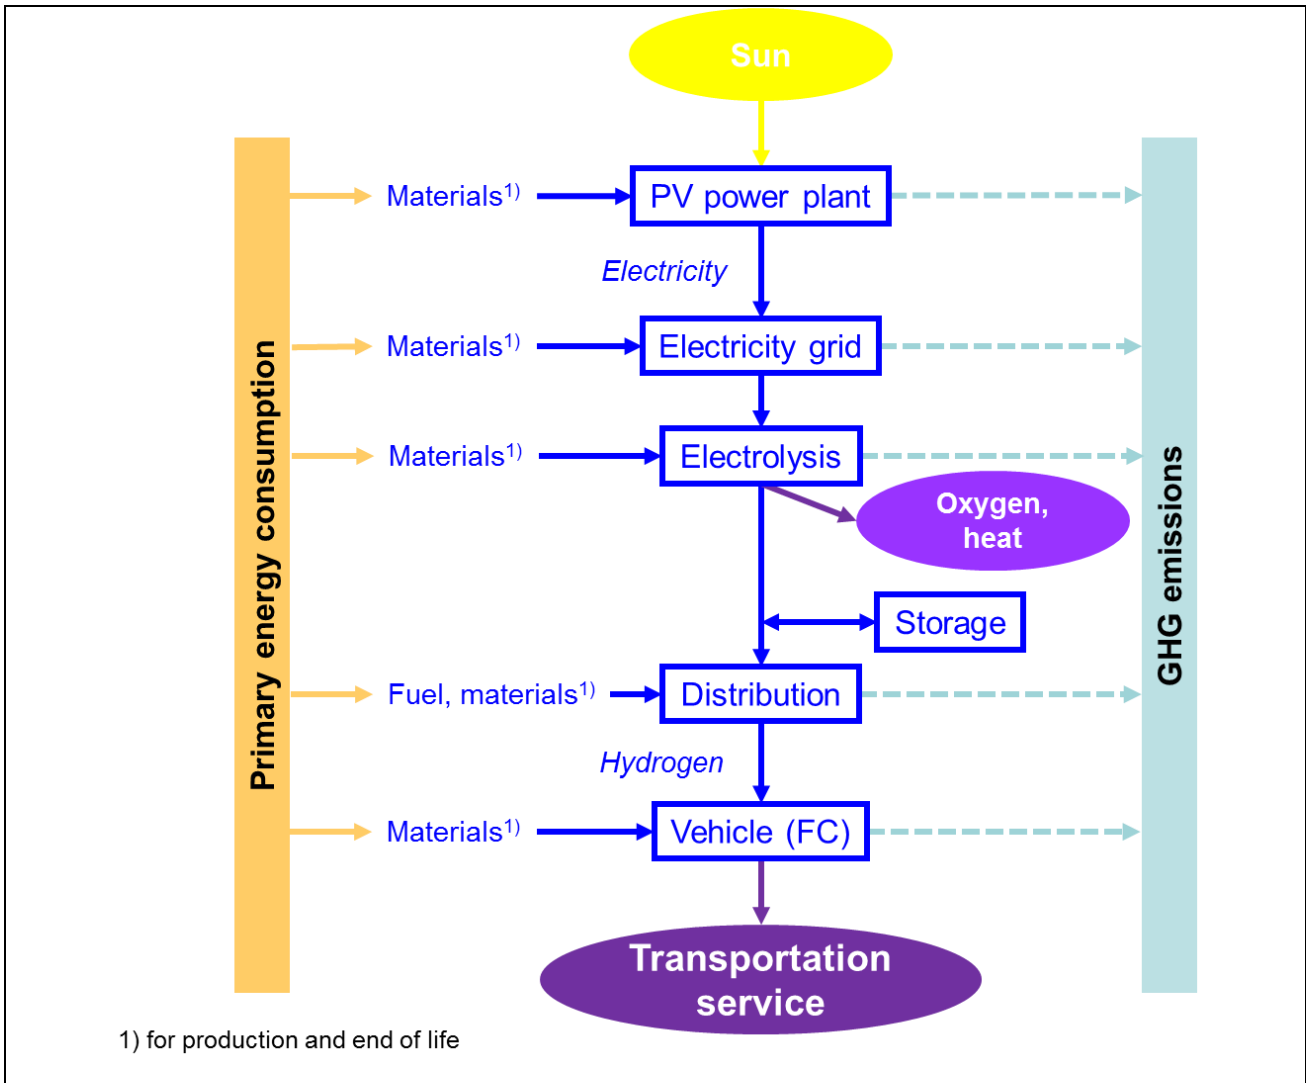 Sun
Primary energy consumption
GHG emissions
Materials1)
PV power plant
Electricity
Materials1)
Electricity grid
Materials1)
Electrolysis
Oxygen,
heat
Storage
Fuel, materials1)
Distribution
Hydrogen
Materials1)
Vehicle (FC)
Transportation
service
1) for production and end of life